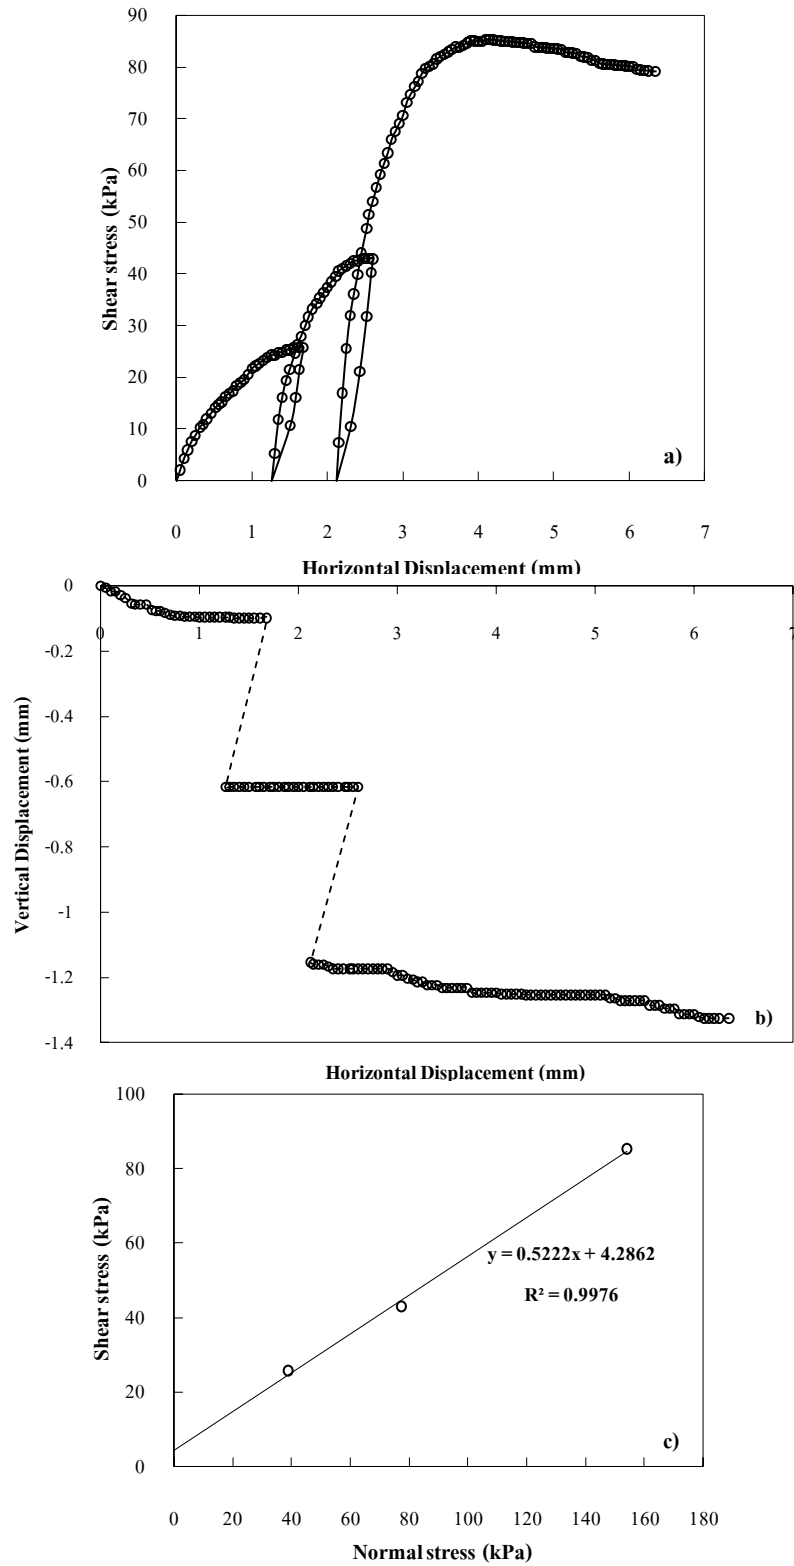 90
80
70
60
50
40
30
20
10
0
Shear stress (kPa)
a)
0 1 2 3 4 5 6 7
Horizontal Displacement (mm)
0
0 1 2 3 4 5 6 7
-0.2
-0.4
-0.6
-0.8
-1
-1.2
-1.4
Vertical Displacement (mm)
b)
Horizontal Displacement (mm)
100
80
60
40
20
0
Shear stress (kPa)
y = 0.5222x + 4.2862
R² = 0.9976
c)
0 20 40 60 80 100 120 140 160 180
Normal stress (kPa)